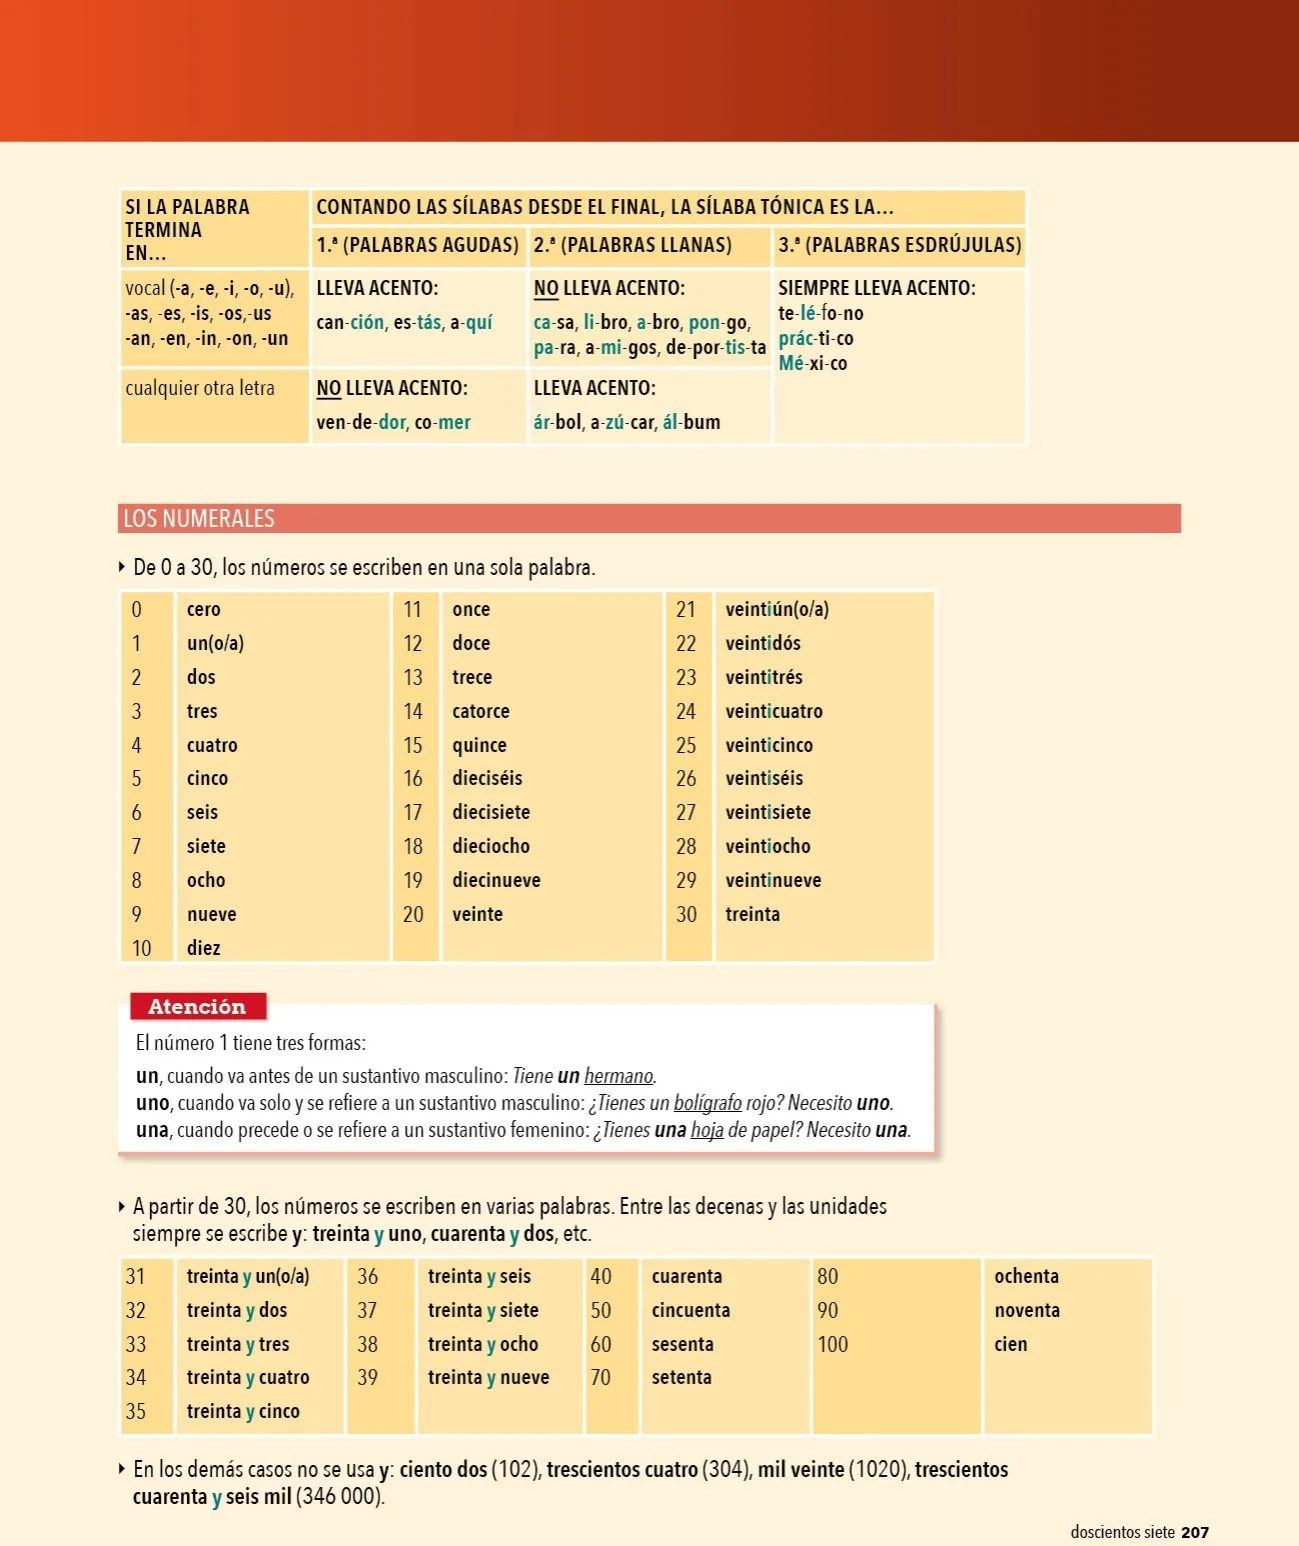 SI LA PALABRA
TERMINA
EN...
CONTANDO LAS SÍLABAS DESDE EL FINAL, LA SÍLABA TÓNICA ES LA...
1.ª (PALABRAS AGUDAS) 2.ª (PALABRAS LLANAS) 3.ª (PALABRAS ESDRÚJULAS)
vocal (-a, -e, -i, -o, -u),
-as, -es, -is, -os,-us
-an, -en, -in, -on, -un
LLEVA ACENTO:
can-ción, es-tás, a-quí
NO LLEVA ACENTO:
ca-sa, li-bro, a-bro, pon-go,
pa-ra, a-mi-gos, de-por-tis-ta
SIEMPRE LLEVA ACENTO:
te-lé-fo-no
prác-ti-co
Mé-xi-co
cualquier otra letra
NO LLEVA ACENTO:
ven-de-dor, co-mer
LLEVA ACENTO:
ár-bol, a-zú-car, ál-bum
LOS NUMERALES
‣ De 0 a 30, los números se escriben en una sola palabra.
0 cero 11 once 21 veintiún(o/a)
1 un(o/a) 12 doce 22 veintidós
2 dos 13 trece 23 veintitrés
3 tres 14 catorce 24 veinticuatro
4 cuatro 15 quince 25 veinticinco
5 cinco 16 dieciséis 26 veintiséis
6 seis 17 diecisiete 27 veintisiete
7 siete 18 dieciocho 28 veintiocho
8 ocho 19 diecinueve 29 veintinueve
9 nueve 20 veinte 30 treinta
10 diez
Atención
El número 1 tiene tres formas:
un, cuando va antes de un sustantivo masculino: Tiene un hermano.
uno, cuando va solo y se refiere a un sustantivo masculino: ¿Tienes un bolígrafo rojo? Necesito uno.
una, cuando precede o se refiere a un sustantivo femenino: ¿Tienes una hoja de papel? Necesito una.
‣ A partir de 30, los números se escriben en varias palabras. Entre las decenas y las unidades
siempre se escribe y: treinta y uno, cuarenta y dos, etc.
31 treinta y un(o/a) 36 treinta y seis 40 cuarenta 80 ochenta
32 treinta y dos 37 treinta y siete 50 cincuenta 90 noventa
33 treinta y tres 38 treinta y ocho 60 sesenta 100 cien
34 treinta y cuatro 39 treinta y nueve 70 setenta
35 treinta y cinco
‣ En los demás casos no se usa y: ciento dos (102), trescientos cuatro (304), mil veinte (1020), trescientos
cuarenta y seis mil (346 000).
doscientos siete 207